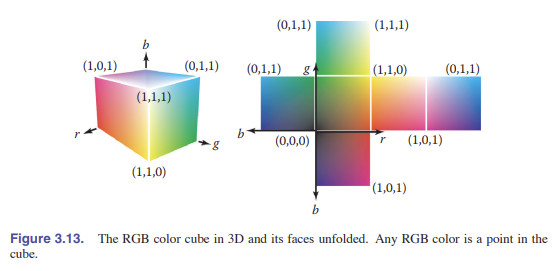 (0,1,1) (1,1,1)
b
(1,0,1) (0,1,1) (0,1,1) g (1,1,0) (0,1,1)
(1,1,1)
r g b (0,0,0) r (1,0,1)
(1,1,0)
(1,0,1)
b
Figure 3.13. The RGB color cube in 3D and its faces unfolded. Any RGB color is a point in the
cube.